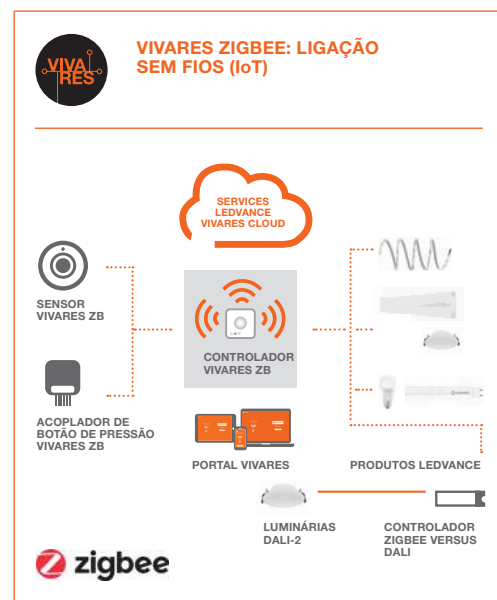 VIVA
RES
VIVARES ZIGBEE: LIGAÇÃO
SEM FIOS (IoT)
SERVICES
LEDVANCE
VIVARES CLOUD
SENSOR
VIVARES ZB
CONTROLADOR
VIVARES ZB
ACOPLADOR DE
BOTÃO DE PRESSÃO
VIVARES ZB
PORTAL VIVARES
PRODUTOS LEDVANCE
LUMINÁRIAS
DALI-2
CONTROLADOR
ZIGBEE VERSUS
DALI
zigbee